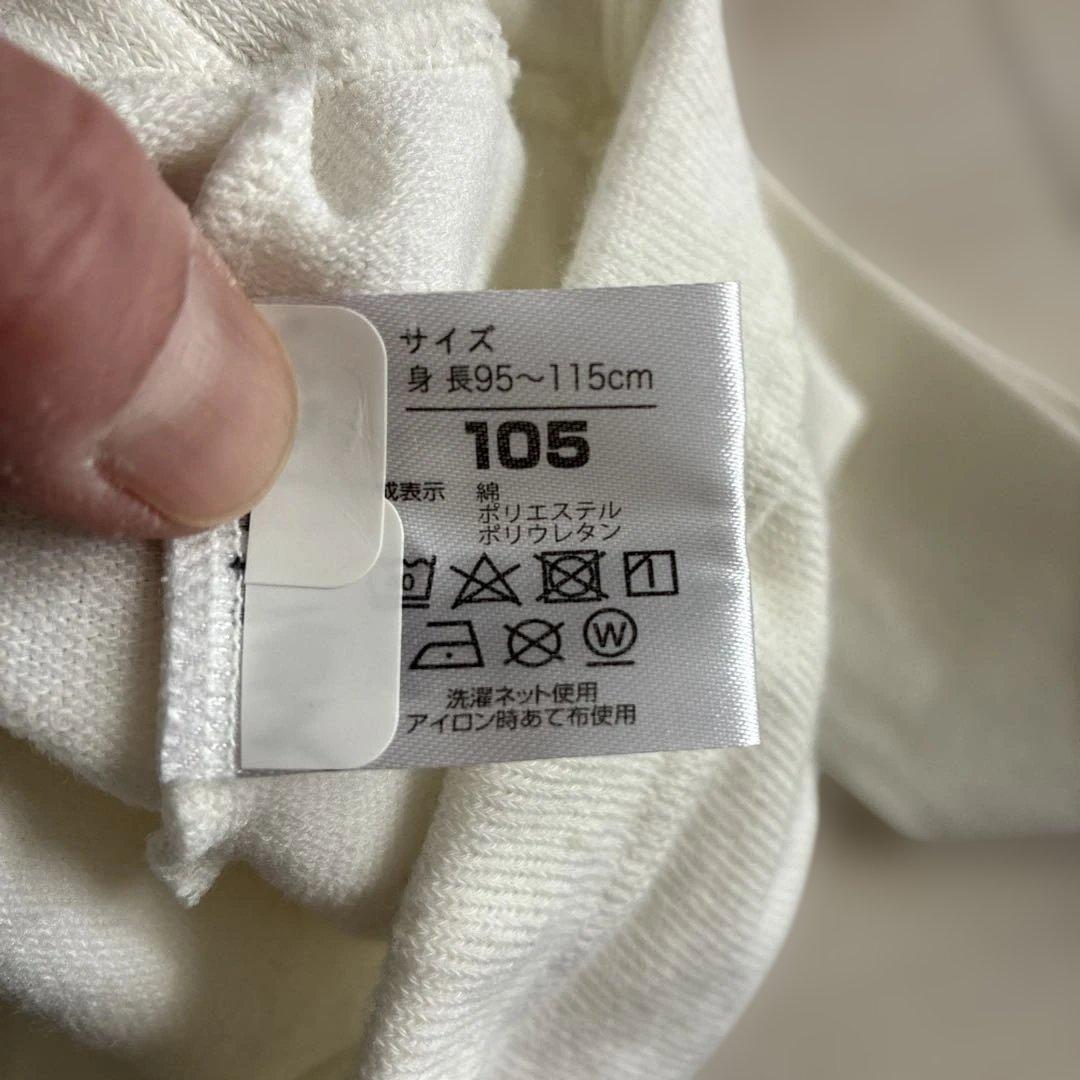 サイズ
身 長95～115cm
105
成表示 綿
ポリエステル
ポリウレタン
W
洗濯ネット使用
アイロン時あて布使用